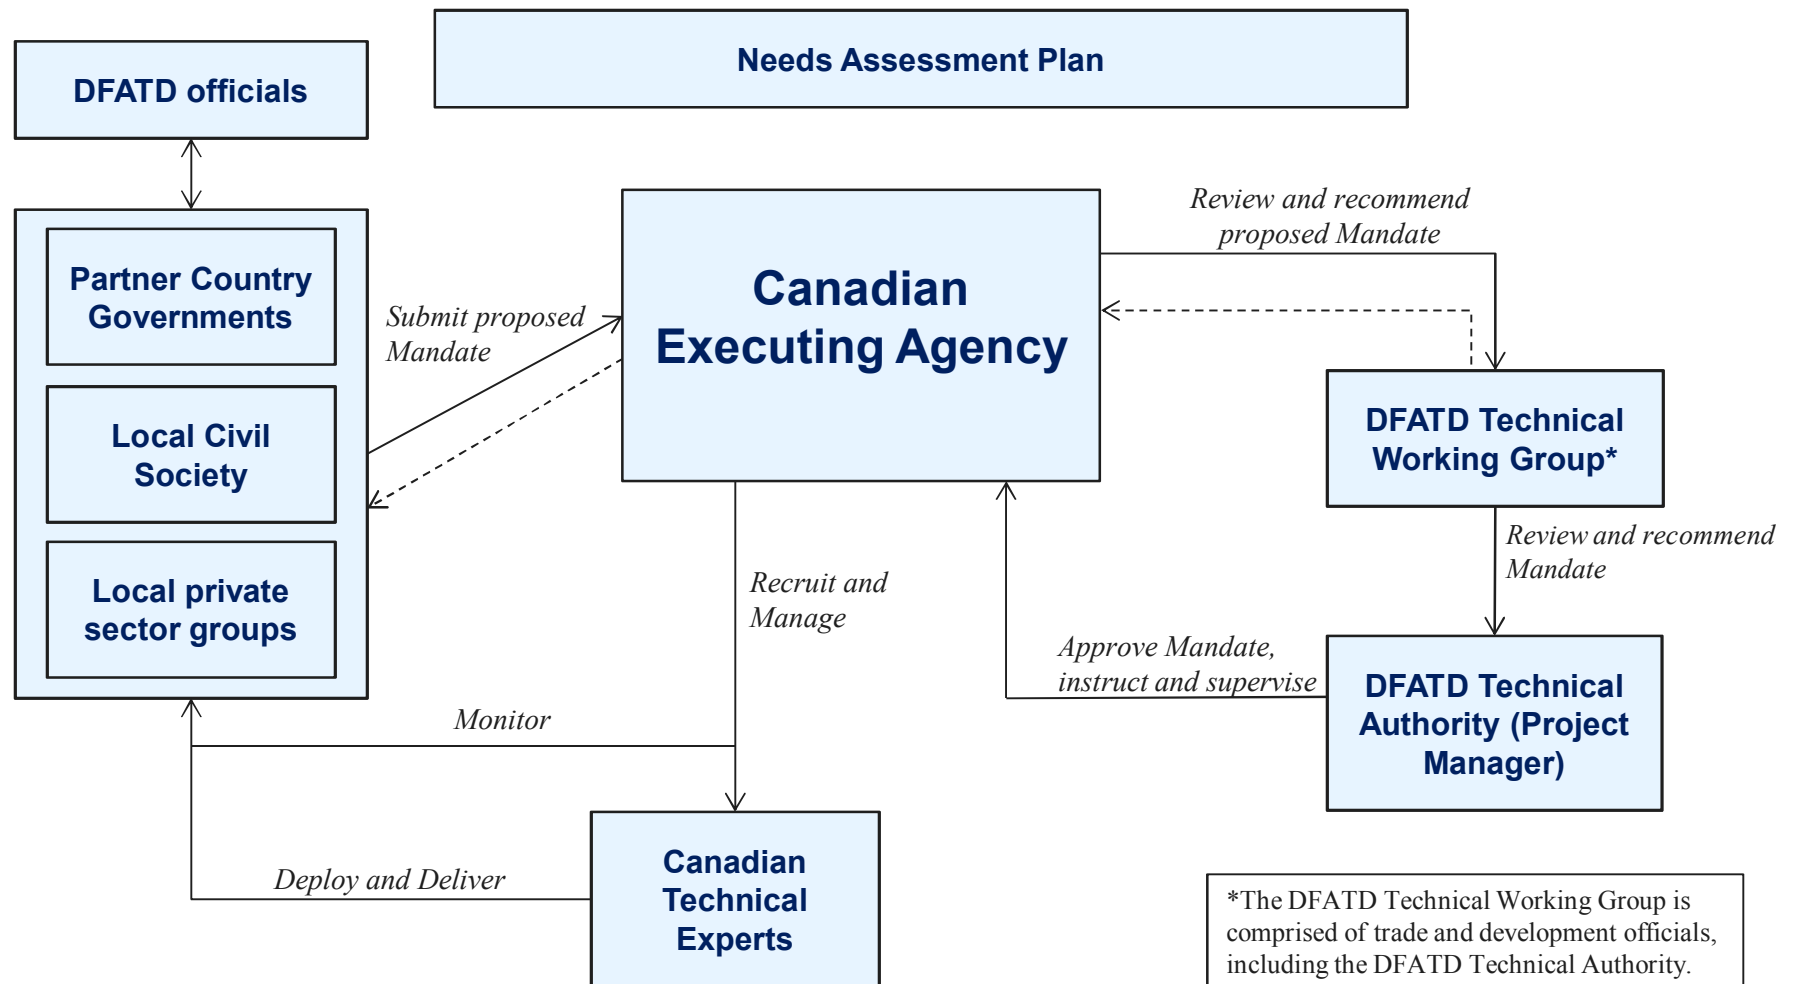 Needs Assessment Plan
DFATD officials
Partner Country
Governments
Local Civil
Society
Local private
sector groups
Submit proposed
Mandate
Canadian
Executing Agency
Review and recommend
proposed Mandate
DFATD Technical
Working Group*
Review and recommend
Mandate
Recruit and
Manage
Approve Mandate,
instruct and supervise
DFATD Technical
Authority (Project
Manager)
Monitor
Deploy and Deliver
Canadian
Technical
Experts
*The DFATD Technical Working Group is
comprised of trade and development officials,
including the DFATD Technical Authority.